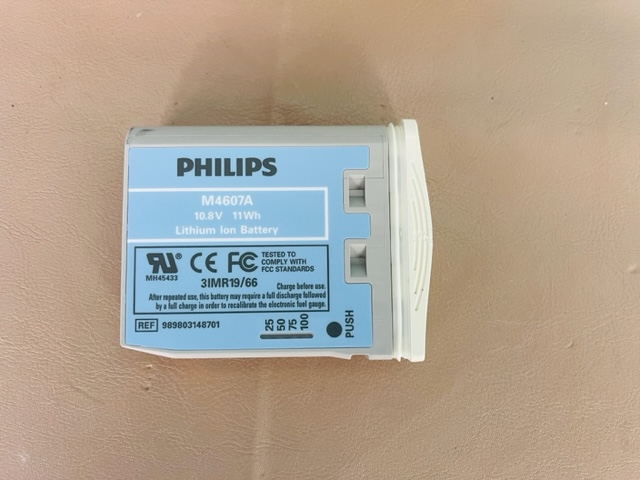 PHILIPS
M4607A
10.8V 11Wh
Lithium Ion Battery
MH45433
CE FC TESTED TO
COMPLY WITH
FCC STANDARDS
3IMR19/66
Charge before use.
After repeated use, this battery may require a full discharge followed
by a full charge in order to recalibrate the electronic fuel gauge.
REF 989803148701
25
50
75
100
PUSH